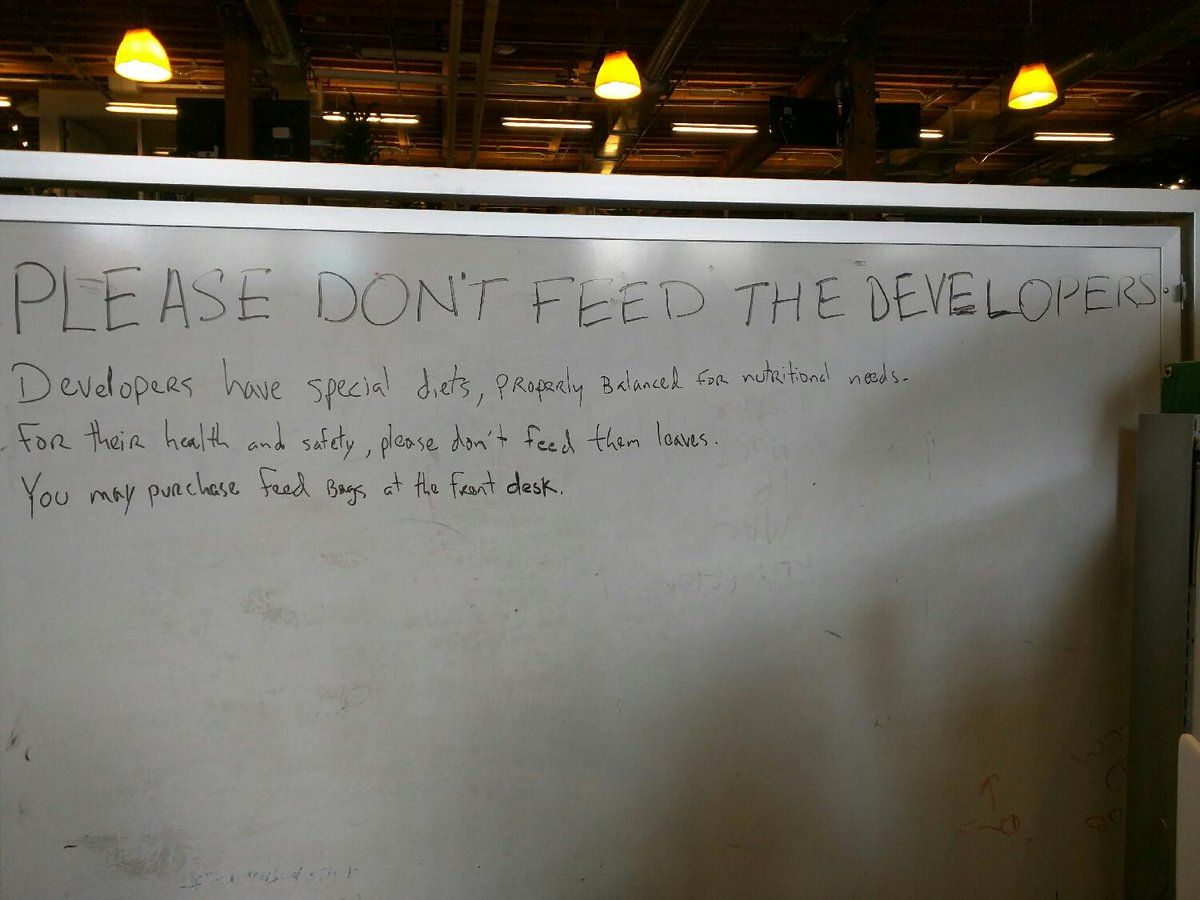 PLEASE DON'T FEED THE DEVELOPERS
Developers have special diets, properly Balanced for nutritional needs.
For their health and safety, please don't feed them leaves.
You may purchase feed Bags at the front desk.